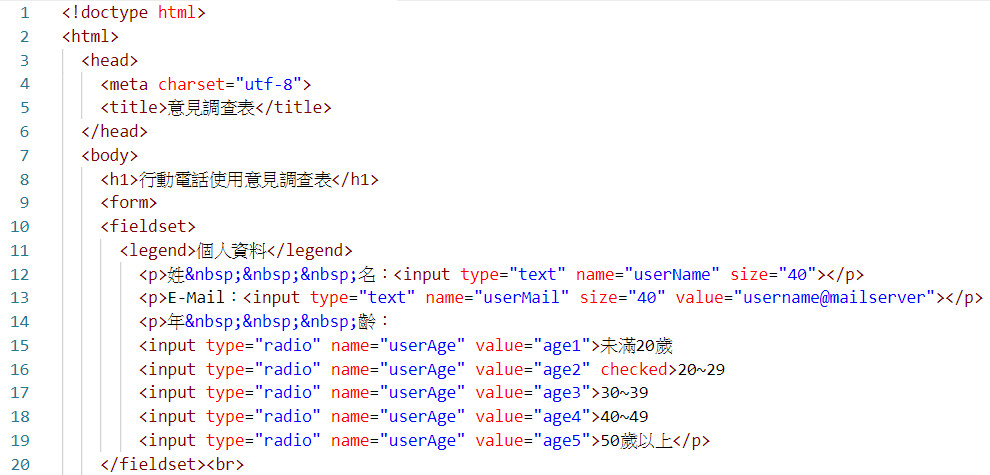 1 <!doctype html>
2 <html>
3 <head>
4 <meta charset="utf-8">
5 <title>意見調查表</title>
6 </head>
7 <body>
8 <h1>行動電話使用意見調查表</h1>
9 <form>
10 <fieldset>
11 <legend>個人資料</legend>
12 <p>姓&nbsp;&nbsp;&nbsp;名：<input type="text" name="userName" size="40"></p>
13 <p>E-Mail：<input type="text" name="userMail" size="40" value="username@mailserver"></p>
14 <p>年&nbsp;&nbsp;&nbsp;齡：
15 <input type="radio" name="userAge" value="age1">未滿20歲
16 <input type="radio" name="userAge" value="age2" checked>20~29
17 <input type="radio" name="userAge" value="age3">30~39
18 <input type="radio" name="userAge" value="age4">40~49
19 <input type="radio" name="userAge" value="age5">50歲以上</p>
20 </fieldset><br>